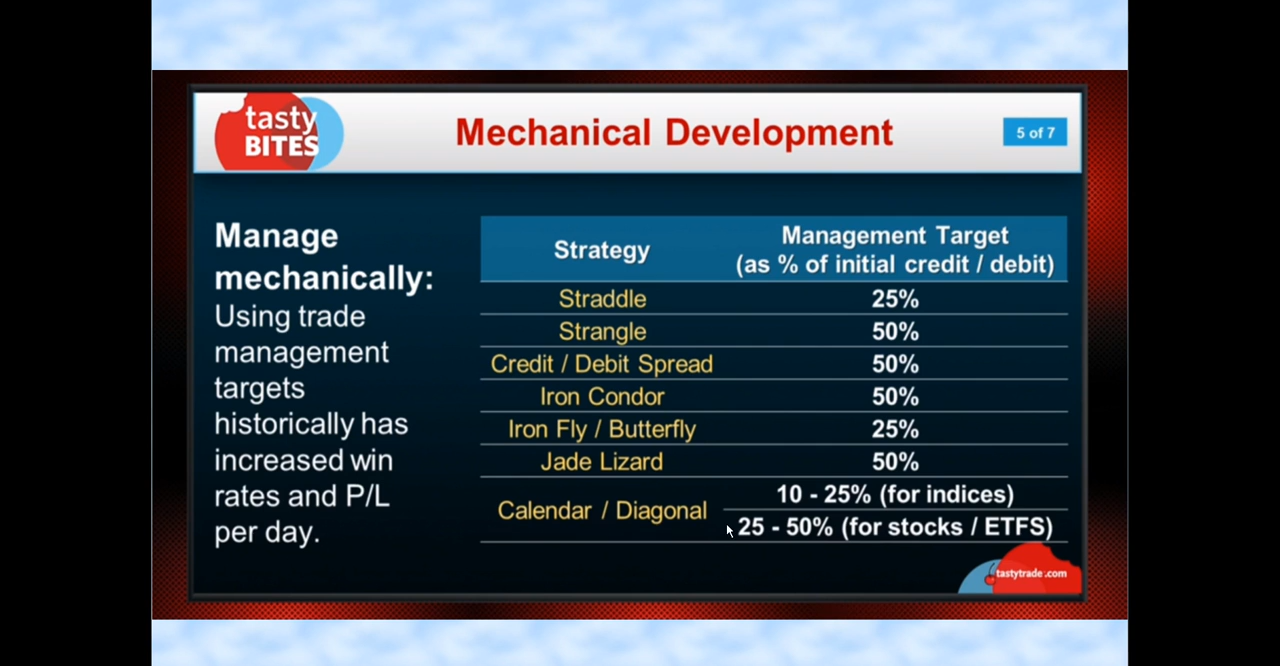 tasty
BITES
Mechanical Development
5 of 7
Manage
mechanically:
Using trade
management
targets
historically has
increased win
rates and P/L
per day.
Strategy
Management Target
(as % of initial credit / debit)
Straddle 25%
Strangle 50%
Credit / Debit Spread 50%
Iron Condor 50%
Iron Fly / Butterfly 25%
Jade Lizard 50%
Calendar / Diagonal
10 - 25% (for indices)
25 - 50% (for stocks / ETFS)
tastytrade.com